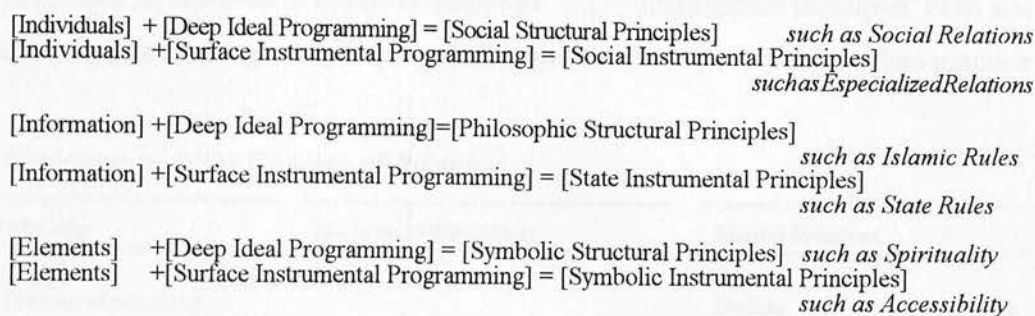 [Individuals] + [Deep Ideal Programming] = [Social Structural Principles] such as Social Relations
[Individuals] +[Surface Instrumental Programming] = [Social Instrumental Principles]
suchasEspecializedRelations
[Information] +[Deep Ideal Programming]=[Philosophic Structural Principles]
such as Islamic Rules
[Information] +[Surface Instrumental Programming] = [State Instrumental Principles]
such as State Rules
[Elements] +[Deep Ideal Programming] = [Symbolic Structural Principles] such as Spirituality
[Elements] +[Surface Instrumental Programming] = [Symbolic Instrumental Principles]
such as Accessibility